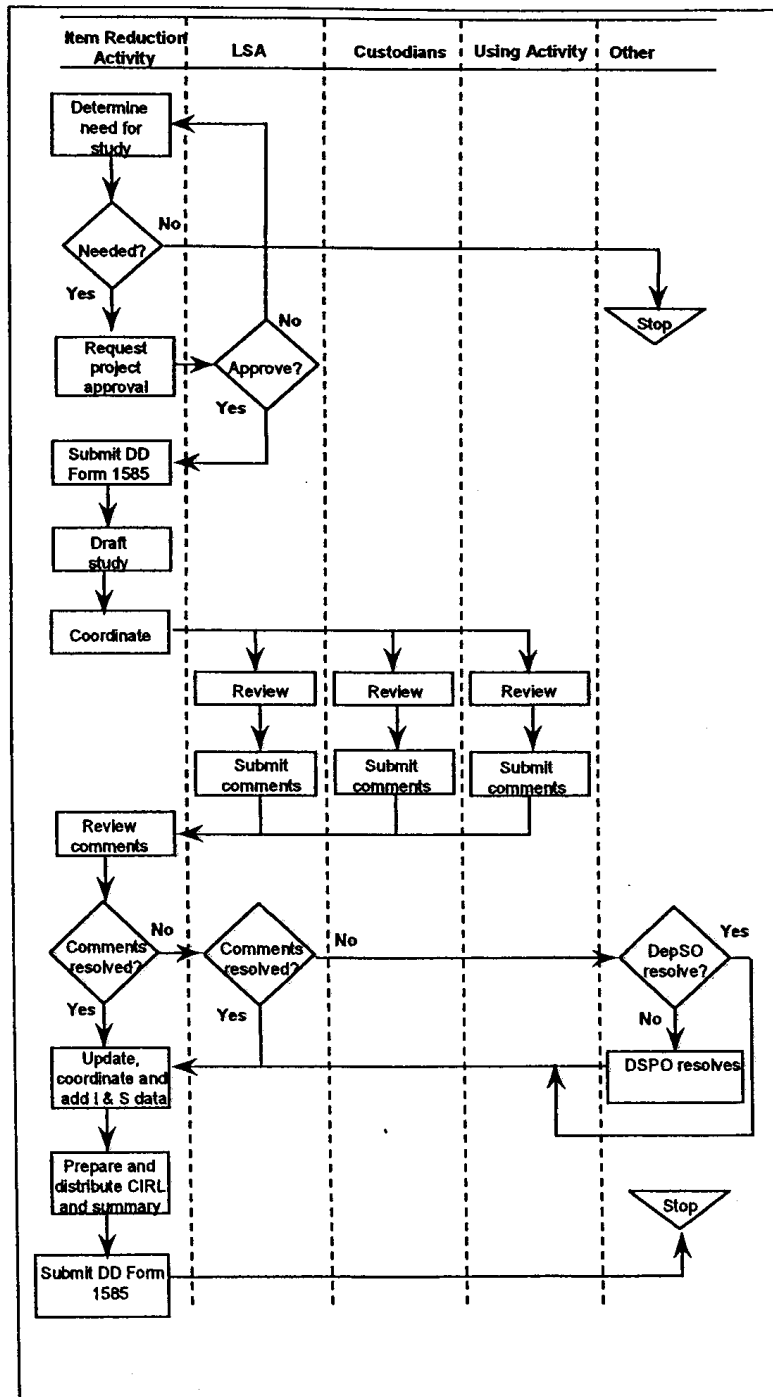 Item Reduction
Activity
LSA
Custodians
Using Activity
Other
Determine
need for
study
No
Needed?
Yes
Stop
No
Request
project
approval
Approve?
Yes
Submit DD
Form 1585
Draft
study
Coordinate
Review
Review
Review
Submit
comments
Submit
comments
Submit
comments
Review
comments
Comments
resolved?
No
Comments
resolved?
No
DepSO
resolve?
Yes
Yes
Yes
No
Update,
coordinate and
add I & S data
DSPO resolves
Prepare and
distribute CIRL
and summary
Stop
Submit DD Form
1585